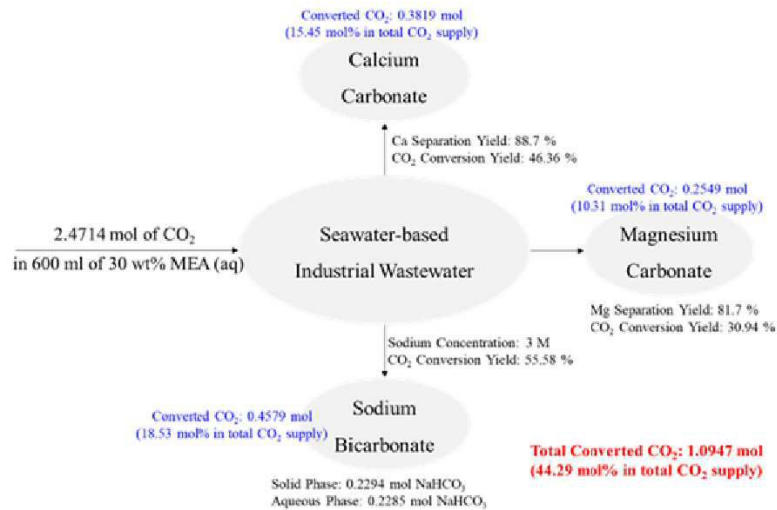 Converted CO₂: 0.3819 mol
(15.45 mol% in total CO₂ supply)
Calcium
Carbonate
Ca Separation Yield: 88.7 %
CO₂ Conversion Yield: 46.36 %
2.4714 mol of CO₂
in 600 ml of 30 wt% MEA (aq)
Seawater-based
Industrial Wastewater
Converted CO₂: 0.2549 mol
(10.31 mol% in total CO₂ supply)
Magnesium
Carbonate
Mg Separation Yield: 81.7 %
CO₂ Conversion Yield: 30.94 %
Sodium Concentration: 3 M
CO₂ Conversion Yield: 55.58 %
Converted CO₂: 0.4579 mol
(18.53 mol% in total CO₂ supply)
Sodium
Bicarbonate
Solid Phase: 0.2294 mol NaHCO₃
Aqueous Phase: 0.2285 mol NaHCO₃
Total Converted CO₂: 1.0947 mol
(44.29 mol% in total CO₂ supply)